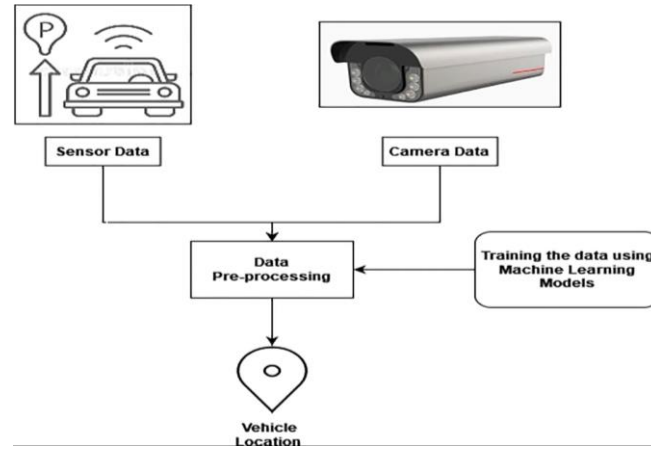 P
Sensor Data
Camera Data
Data
Pre-processing
Training the data using
Machine Learning
Models
Vehicle
Location